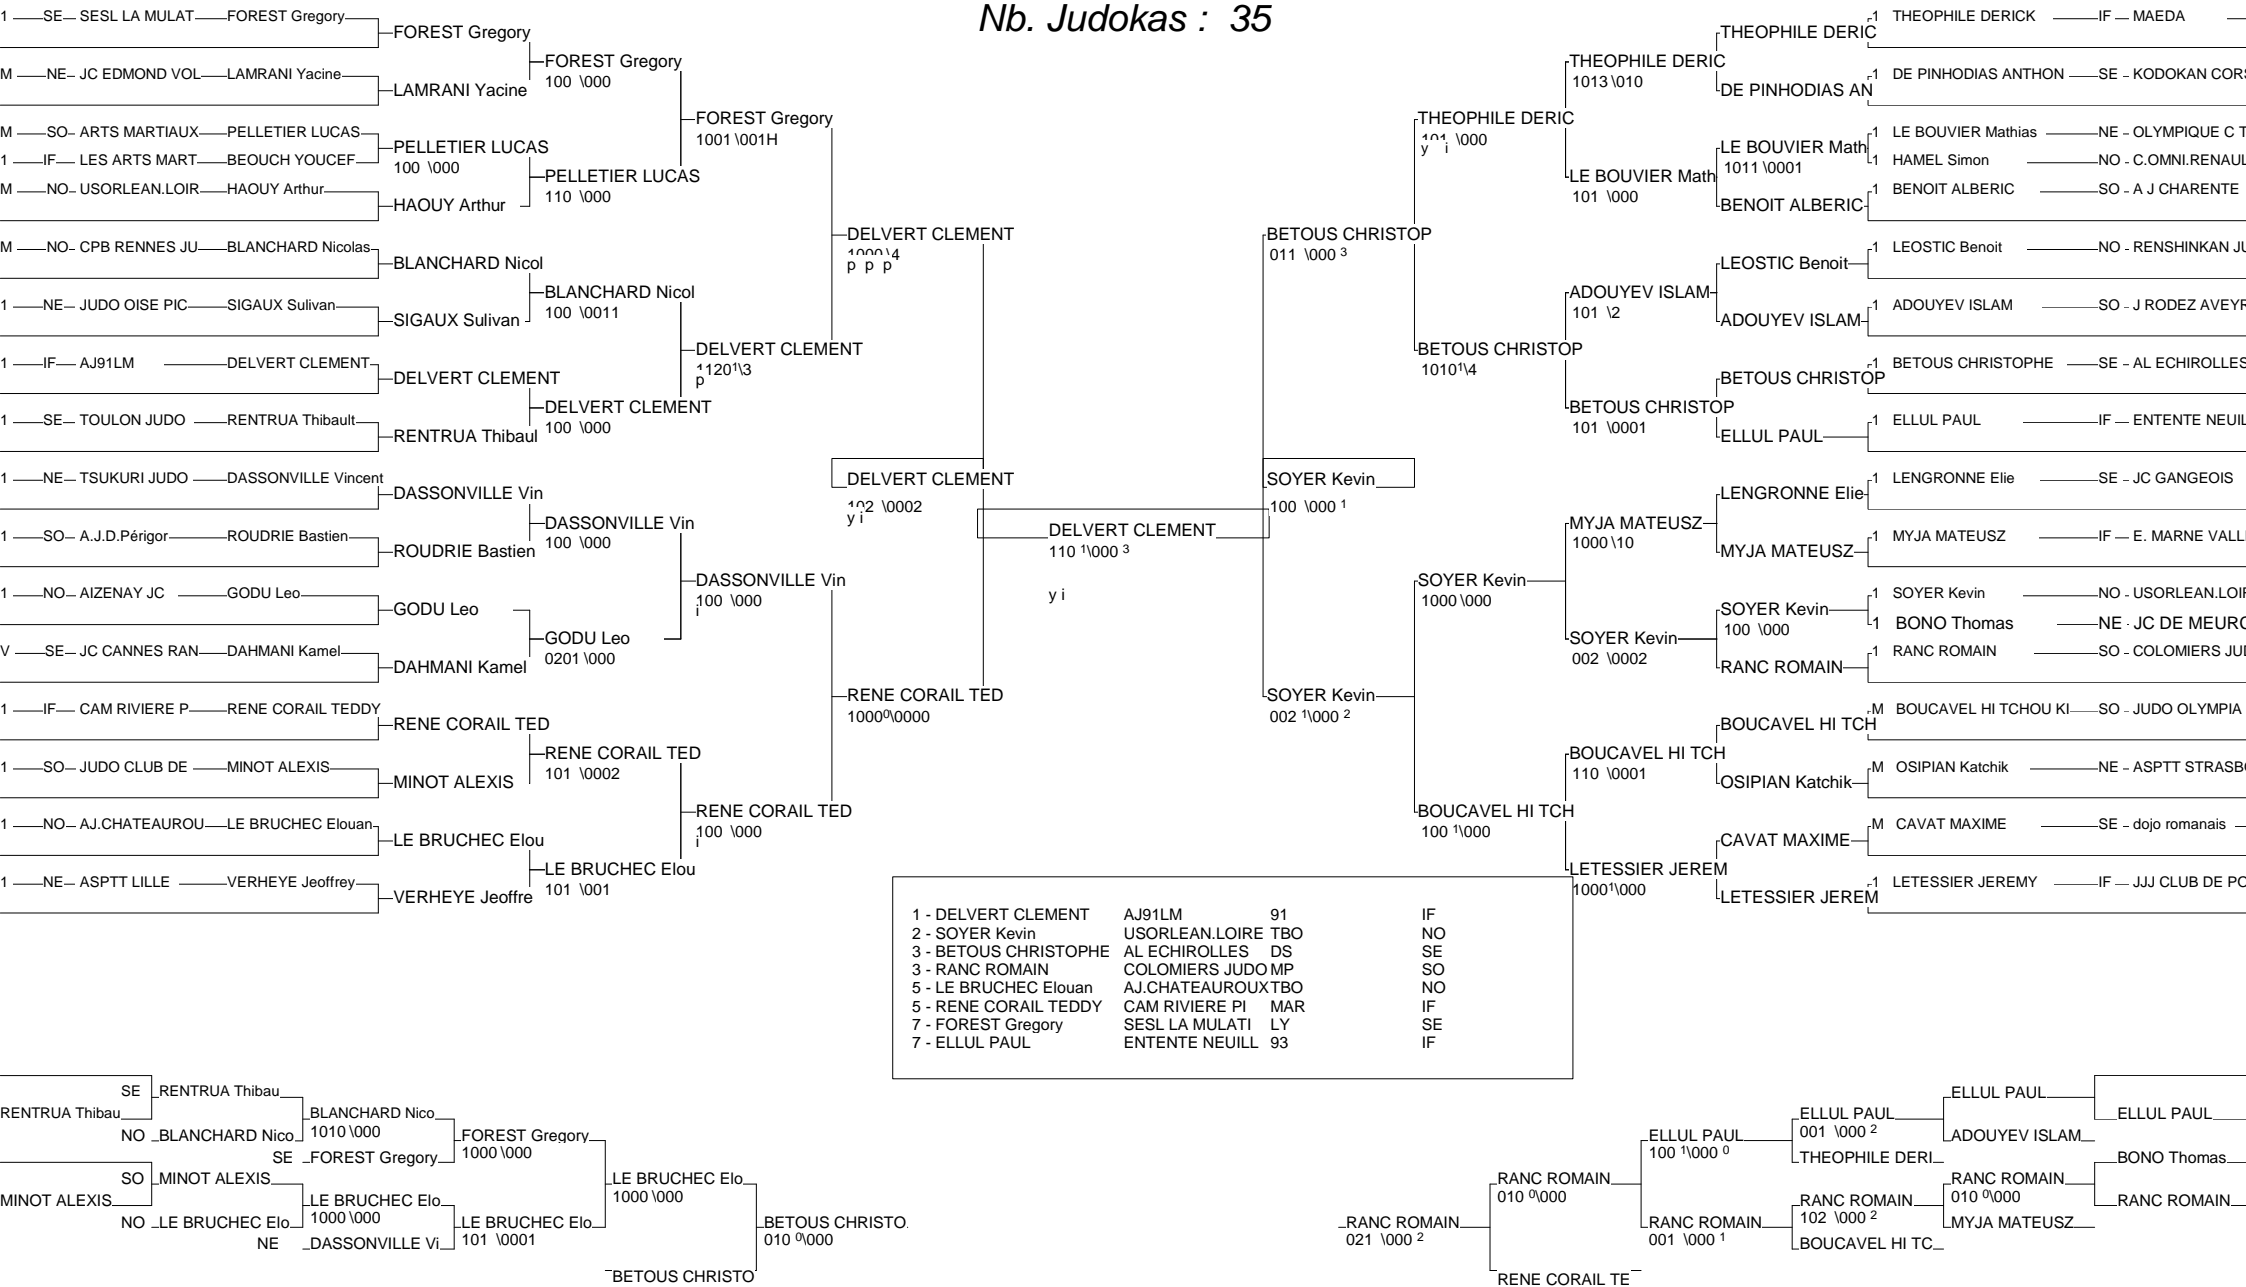 Nb. Judokas : 35
1 SE SESL LA MULAT FOREST Gregory
FOREST Gregory
FOREST Gregory
100 \000
M NE JC EDMOND VOL LAMRANI Yacine
LAMRANI Yacine
FOREST Gregory
1001 \001H
M SO ARTS MARTIAUX PELLETIER LUCAS
PELLETIER LUCAS
100 \000
1 IF LES ARTS MART BEOUCH YOUCEF
PELLETIER LUCAS
110 \000
M NO USORLEAN.LOIR HAOUY Arthur
HAOUY Arthur
DELVERT CLEMENT
1000 \4
p p p
M NO CPB RENNES JU BLANCHARD Nicolas
BLANCHARD Nicol
BLANCHARD Nicol
100 \0011
1 NE JUDO OISE PIC SIGAUX Sulivan
SIGAUX Sulivan
DELVERT CLEMENT
1120¹\3
p
1 IF AJ91LM DELVERT CLEMENT
DELVERT CLEMENT
DELVERT CLEMENT
100 \000
1 SE TOULON JUDO RENTRUA Thibault
RENTRUA Thibaul
DELVERT CLEMENT
102 \0002
y i
1 NE TSUKURI JUDO DASSONVILLE Vincent
DASSONVILLE Vin
DASSONVILLE Vin
100 \000
1 SO A.J.D.Périgor ROUDRIE Bastien
ROUDRIE Bastien
DASSONVILLE Vin
100 \000
i
1 NO AIZENAY JC GODU Leo
GODU Leo
GODU Leo
0201 \000
V SE JC CANNES RAN DAHMANI Kamel
DAHMANI Kamel
RENE CORAIL TED
1000⁰\0000
1 IF CAM RIVIERE P RENE CORAIL TEDDY
RENE CORAIL TED
RENE CORAIL TED
101 \0002
1 SO JUDO CLUB DE MINOT ALEXIS
MINOT ALEXIS
RENE CORAIL TED
100 \000
i
1 NO AJ.CHATEAUROU LE BRUCHEC Elouan
LE BRUCHEC Elou
LE BRUCHEC Elou
101 \001
1 NE ASPTT LILLE VERHEYE Jeoffrey
VERHEYE Jeoffre
DELVERT CLEMENT
110 ¹\000 ³
y i
THEOPHILE DERIC
1 THEOPHILE DERICK IF MAEDA
THEOPHILE DERIC
1013 \010
DE PINHODIAS AN
1 DE PINHODIAS ANTHON SE KODOKAN CORS
THEOPHILE DERIC
101 \000
y i
1 LE BOUVIER Mathias NE OLYMPIQUE C T
LE BOUVIER Math
1011 \0001
1 HAMEL Simon NO C.OMNI.RENAUL
LE BOUVIER Math
101 \000
1 BENOIT ALBERIC SO A J CHARENTE
BENOIT ALBERIC
BETOUS CHRISTOP
011 \000 ³
1 LEOSTIC Benoit NO RENSHINKAN JU
LEOSTIC Benoit
ADOUYEV ISLAM
101 \2
1 ADOUYEV ISLAM SO J RODEZ AVEYR
ADOUYEV ISLAM
BETOUS CHRISTOP
1010¹\4
1 BETOUS CHRISTOPHE SE AL ECHIROLLES
BETOUS CHRISTOP
BETOUS CHRISTOP
101 \0001
1 ELLUL PAUL IF ENTENTE NEUIL
ELLUL PAUL
SOYER Kevin
100 \000 ¹
1 LENGRONNE Elie SE JC GANGEOIS
LENGRONNE Elie
MYJA MATEUSZ
1000 \10
1 MYJA MATEUSZ IF E. MARNE VALL
MYJA MATEUSZ
SOYER Kevin
1000 \000
1 SOYER Kevin NO USORLEAN.LOIR
SOYER Kevin
100 \000
1 BONO Thomas NE JC DE MEURC
SOYER Kevin
002 \0002
1 RANC ROMAIN SO COLOMIERS JUD
RANC ROMAIN
SOYER Kevin
002 ¹\000 ²
M BOUCAVEL HI TCHOU KI SO JUDO OLYMPIA
BOUCAVEL HI TCH
BOUCAVEL HI TCH
110 \0001
M OSIPIAN Katchik NE ASPTT STRASBO
OSIPIAN Katchik
BOUCAVEL HI TCH
100 ¹\000
M CAVAT MAXIME SE dojo romanais
CAVAT MAXIME
LETESSIER JEREM
1000¹\000
1 LETESSIER JEREMY IF JJJ CLUB DE PO
LETESSIER JEREM
1 - DELVERT CLEMENT AJ91LM 91 IF
2 - SOYER Kevin USORLEAN.LOIRE TBO NO
3 - BETOUS CHRISTOPHE AL ECHIROLLES DS SE
3 - RANC ROMAIN COLOMIERS JUDO MP SO
5 - LE BRUCHEC Elouan AJ.CHATEAUROUX TBO NO
5 - RENE CORAIL TEDDY CAM RIVIERE PI MAR IF
7 - FOREST Gregory SESL LA MULATI LY SE
7 - ELLUL PAUL ENTENTE NEUILL 93 IF
SE RENTRUA Thibau
RENTRUA Thibau
BLANCHARD Nico
1010 \000
NO BLANCHARD Nico
FOREST Gregory
1000 \000
SE FOREST Gregory
SO MINOT ALEXIS
LE BRUCHEC Elo
1000 \000
MINOT ALEXIS
LE BRUCHEC Elo
1000 \000
NO LE BRUCHEC Elo
LE BRUCHEC Elo
101 \0001
NE DASSONVILLE Vi
BETOUS CHRISTO
010 ⁰\000
BETOUS CHRISTO
ELLUL PAUL
ELLUL PAUL
ELLUL PAUL
001 \000 ²
ADOUYEV ISLAM
ELLUL PAUL
100 ¹\000 ⁰
THEOPHILE DERI
BONO Thomas
RANC ROMAIN
010 ⁰\000
RANC ROMAIN
010 ⁰\000
RANC ROMAIN
RANC ROMAIN
102 \000 ²
MYJA MATEUSZ
RANC ROMAIN
001 \000 ¹
RANC ROMAIN
021 \000 ²
BOUCAVEL HI TC
RENE CORAIL TE